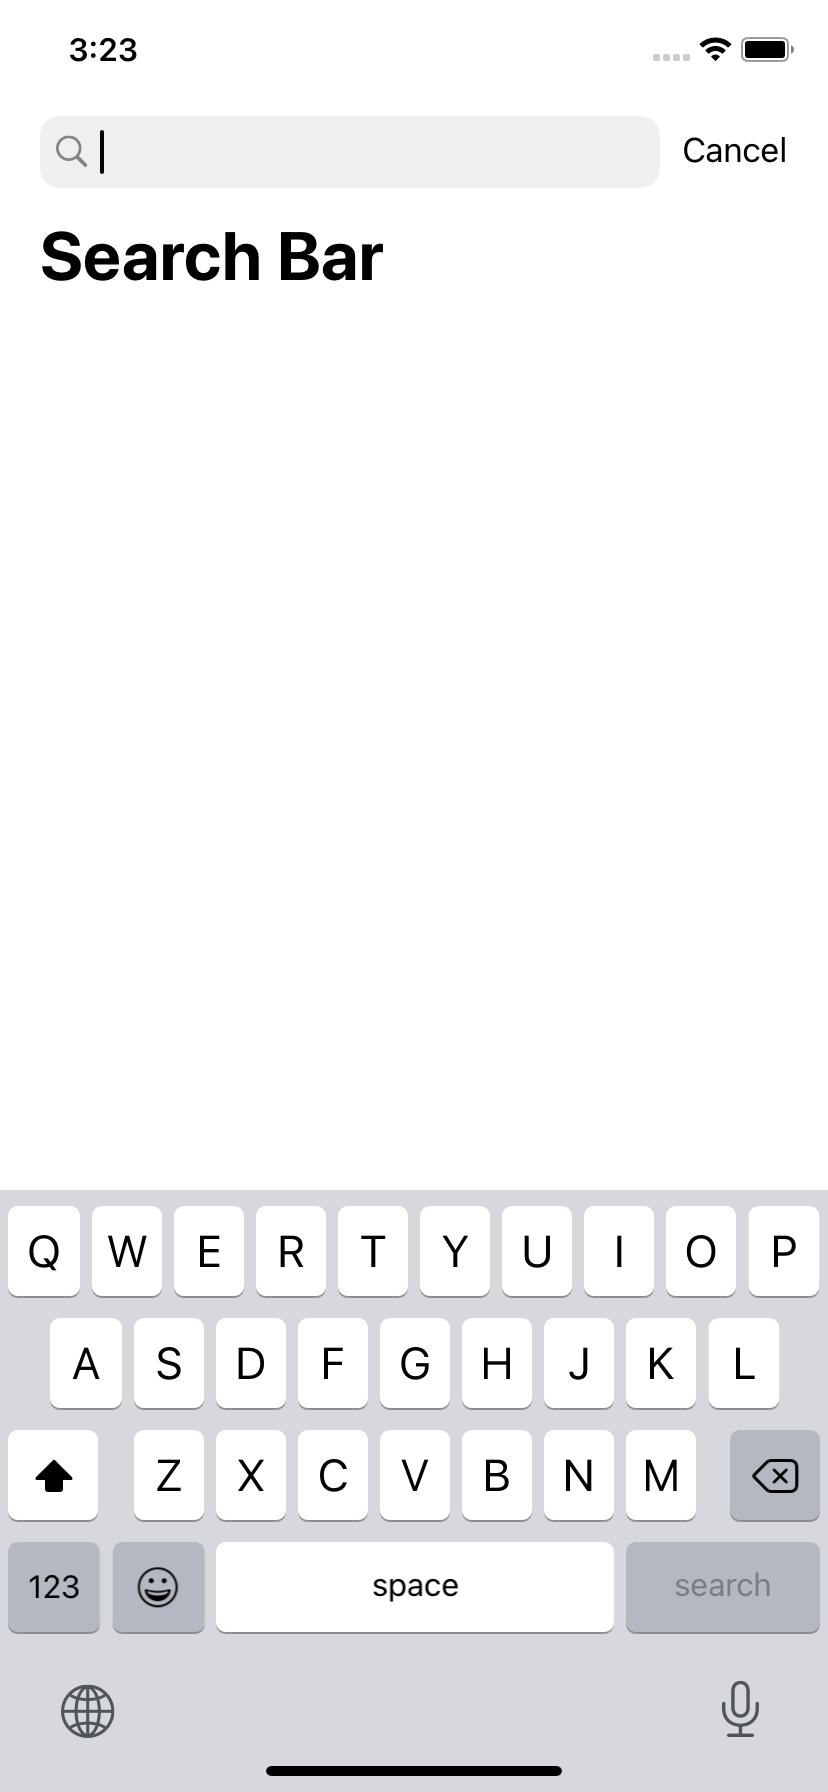 3:23
Cancel
Search Bar
Q W E R T Y U I O P
A S D F G H J K L
Z X C V B N M
123 space search